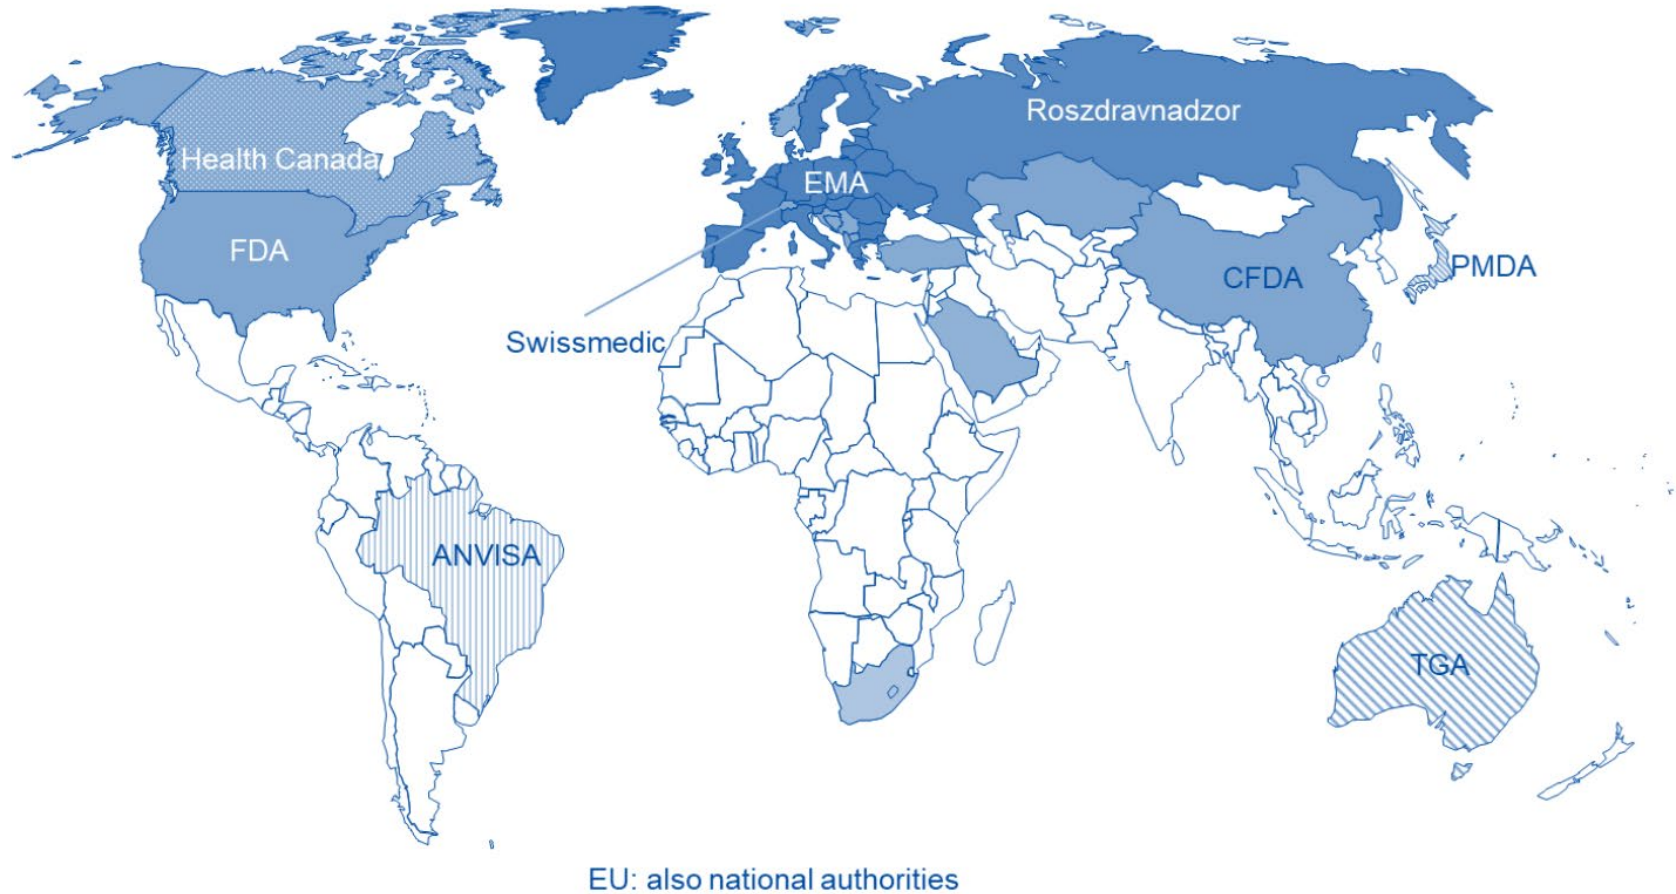 Roszdravnadzor
Health Canada
EMA
FDA
CFDA
PMDA
Swissmedic
ANVISA
TGA
EU: also national authorities